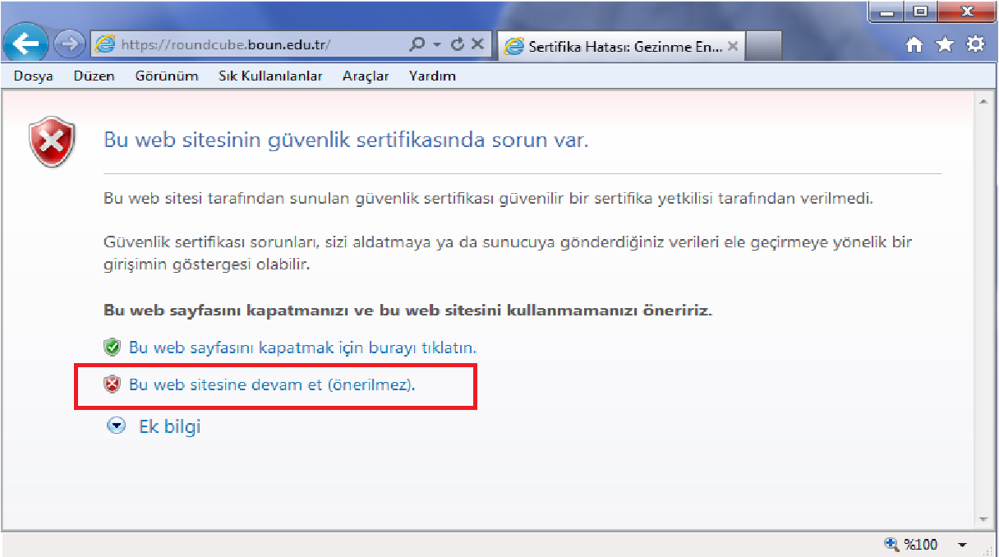 https://roundcube.boun.edu.tr/
Sertifika Hatası: Gezinme En...
Dosya Düzen Görünüm Sık Kullanılanlar Araçlar Yardım
Bu web sitesinin güvenlik sertifikasında sorun var.
Bu web sitesi tarafından sunulan güvenlik sertifikası güvenilir bir sertifika yetkilisi tarafından verilmedi.
Güvenlik sertifikası sorunları, sizi aldatmaya ya da sunucuya gönderdiğiniz verileri ele geçirmeye yönelik bir
girişimin göstergesi olabilir.
Bu web sayfasını kapatmanızı ve bu web sitesini kullanmamanızı öneririz.
Bu web sayfasını kapatmak için burayı tıklatın.
Bu web sitesine devam et (önerilmez).
Ek bilgi
%100